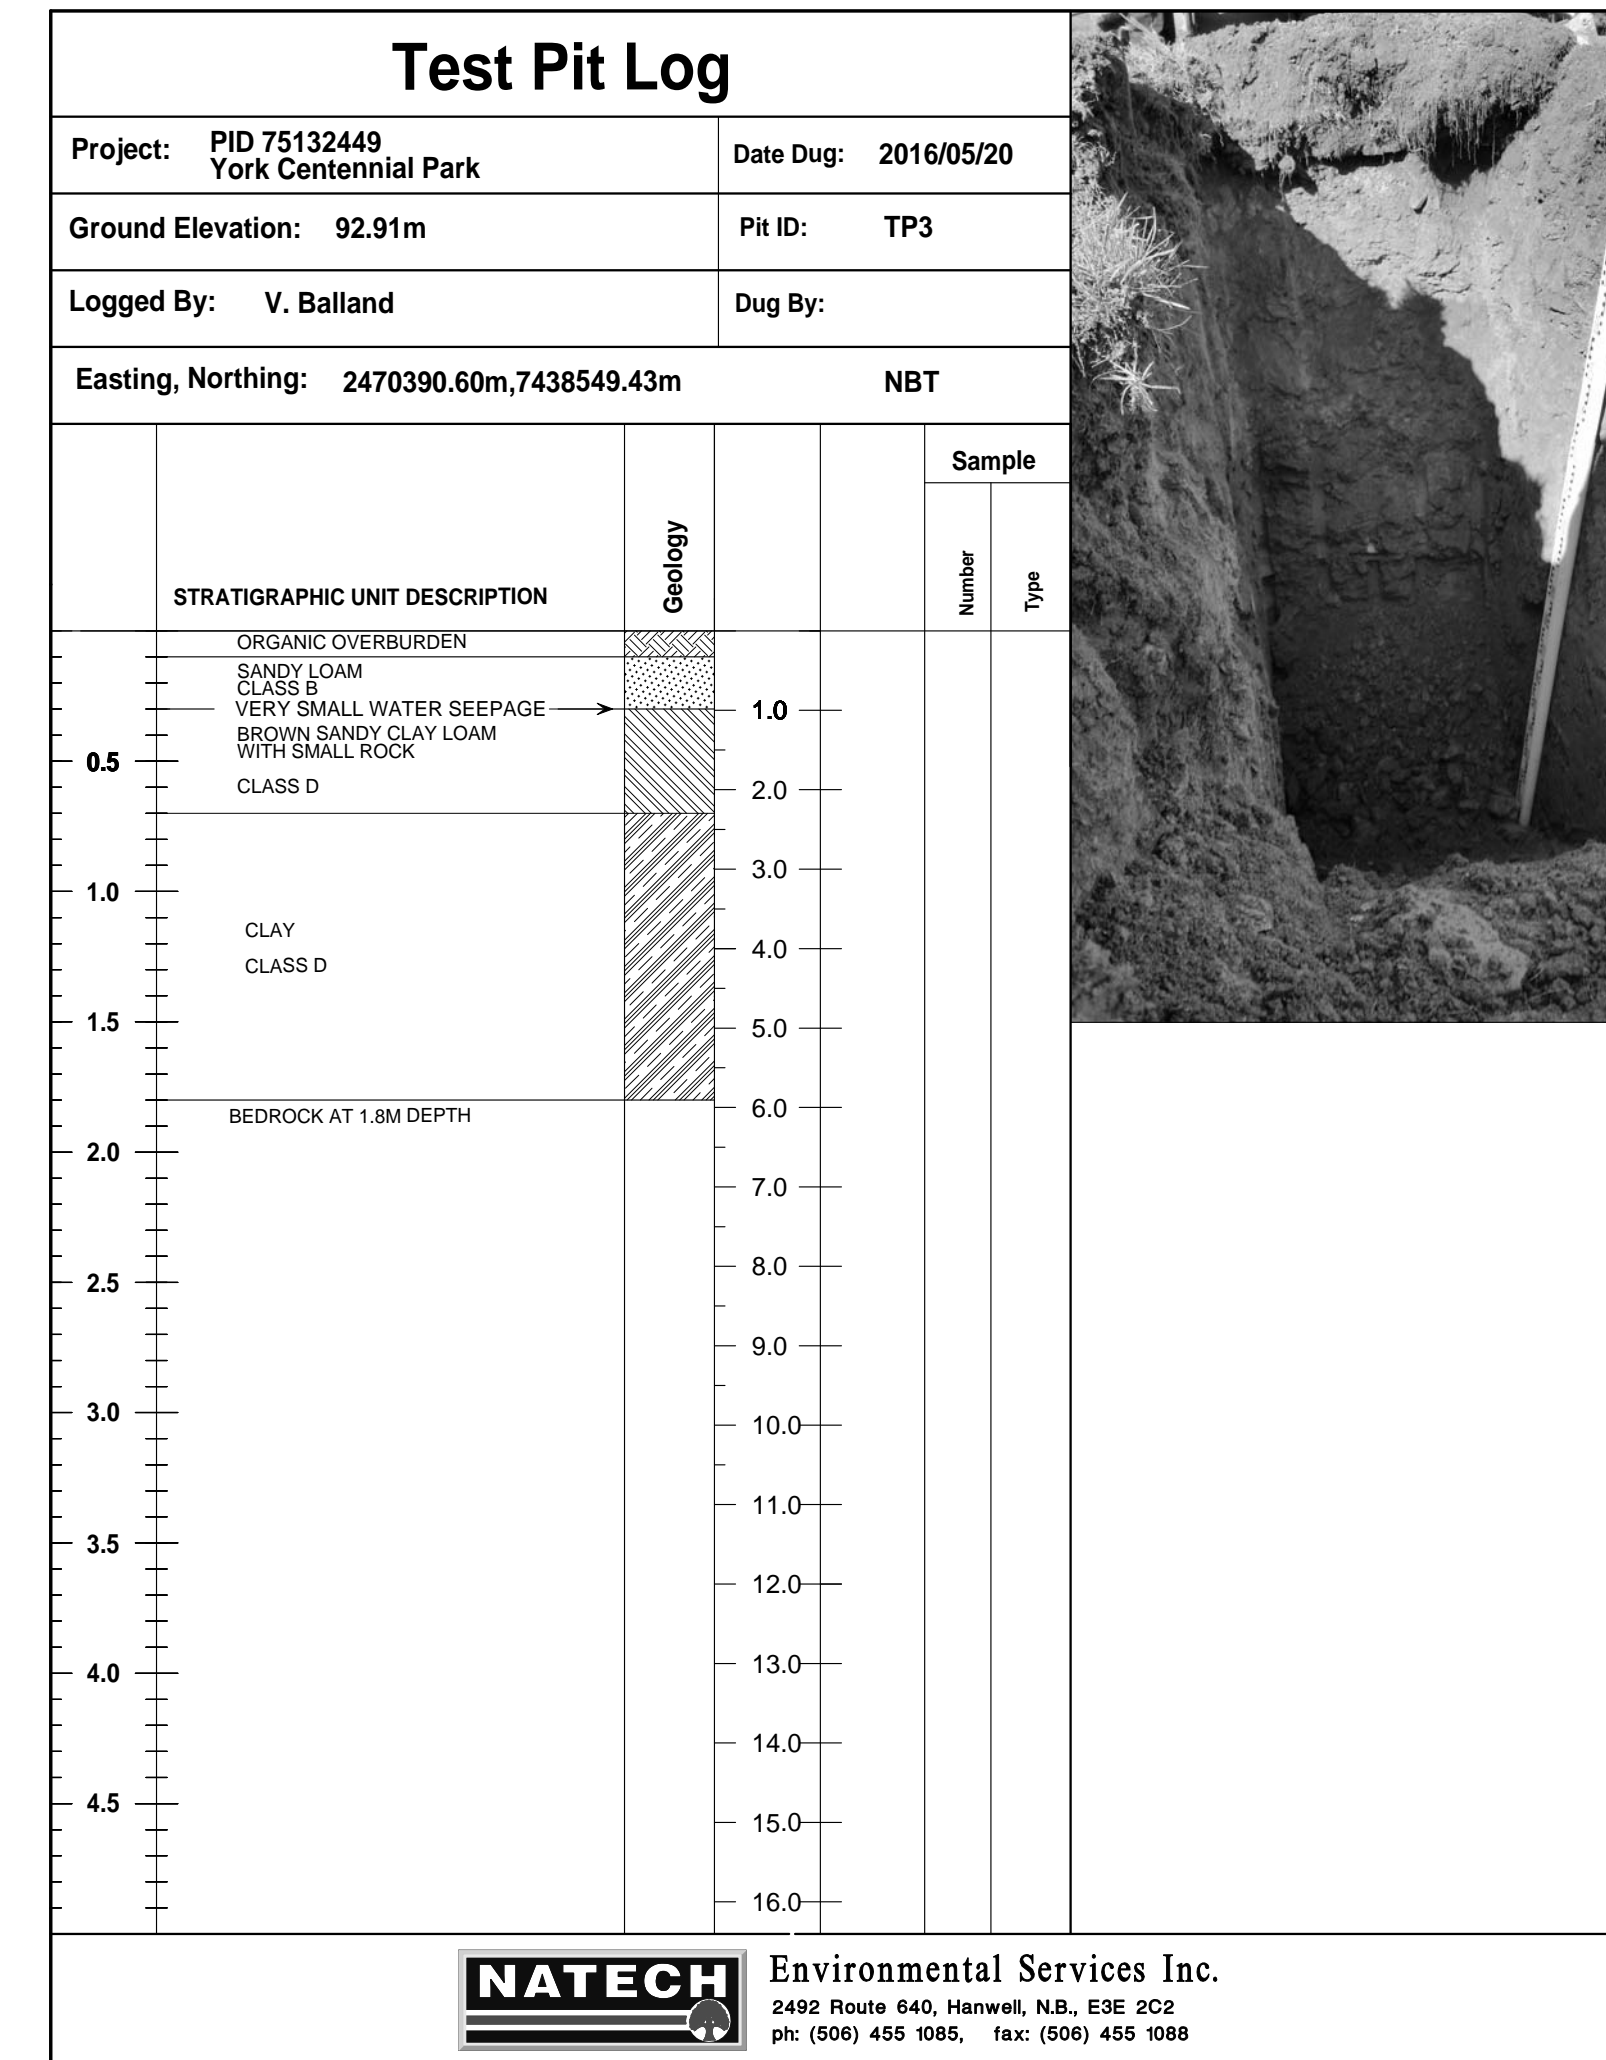 Test Pit Log
Project: PID 75132449
York Centennial Park
Date Dug: 2016/05/20
Ground Elevation: 92.91m
Pit ID: TP3
Logged By: V. Balland
Dug By:
Easting, Northing: 2470390.60m,7438549.43m NBT
STRATIGRAPHIC UNIT DESCRIPTION
Geology
Sample
Number
Type
ORGANIC OVERBURDEN
SANDY LOAM
CLASS B
VERY SMALL WATER SEEPAGE
BROWN SANDY CLAY LOAM
WITH SMALL ROCK
CLASS D
CLAY
CLASS D
BEDROCK AT 1.8M DEPTH
0.5
1.0
1.5
2.0
2.5
3.0
3.5
4.0
4.5
1.0
2.0
3.0
4.0
5.0
6.0
7.0
8.0
9.0
10.0
11.0
12.0
13.0
14.0
15.0
16.0
NATECH
Environmental Services Inc.
2492 Route 640, Hanwell, N.B., E3E 2C2
ph: (506) 455 1085, fax: (506) 455 1088